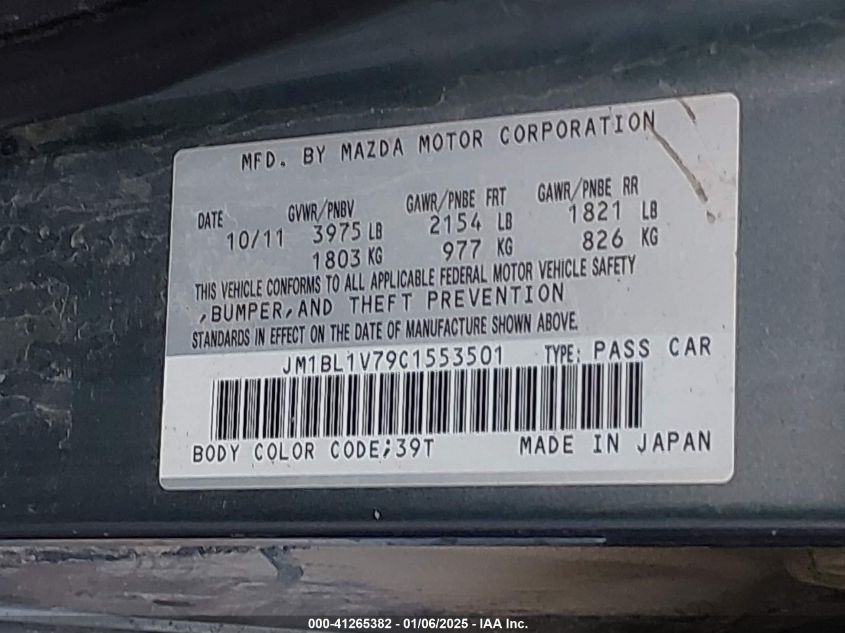 MFD. BY MAZDA MOTOR CORPORATION
DATE GVWR/PNBV GAWR/PNBE FRT GAWR/PNBE RR
10/11 3975 LB 2154 LB 1821 LB
1803 KG 977 KG 826 KG
THIS VEHICLE CONFORMS TO ALL APPLICABLE FEDERAL MOTOR VEHICLE SAFETY
,BUMPER,AND THEFT PREVENTION
STANDARDS IN EFFECT ON THE DATE OF MANUFACTURE SHOWN ABOVE.
JM1BL1V79C1553501 TYPE: PASS CAR
BODY COLOR CODE;39T MADE IN JAPAN
000-41265382 - 01/06/2025 - IAA Inc.